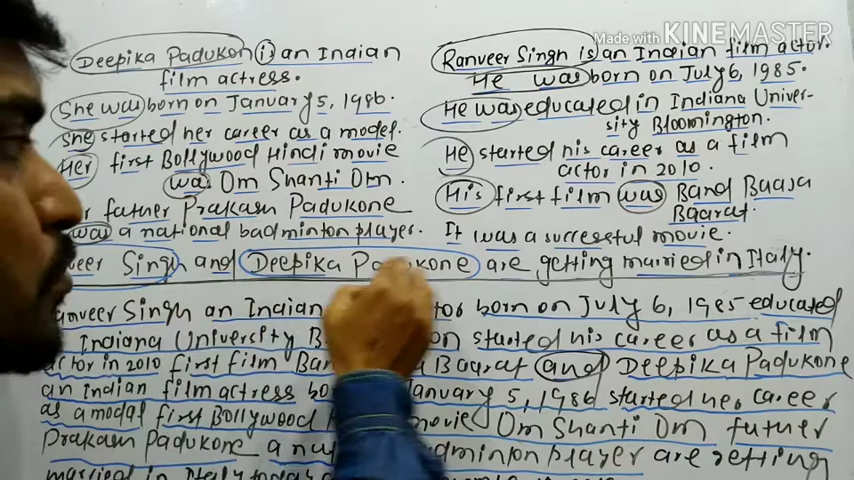 Made with KINEMASTER
Deepika Padukon is an Indian
film actress.
She was born on January 5, 1986.
she started her career as a model.
Her first Bollywood Hindi movie
was Om Shanti Om.
father Prakash Padukone
was a national badminton player.
Ranveer Singh is an Indian film actor.
He was born on July 6, 1985.
He was educated in Indiana Univer-
sity Bloomington.
He started his career as a film
actor in 2010.
His first film was Band Baaja
Baarat.
It was a successful movie.
Singh and Deepika Padukone are getting married in Italy.
Singh an Indian born on July 6, 1985 educated
Indiana University started his career as a film
actor in 2010 first film Baarat and Deepika Padukone
an Indian film actress January 5, 1986 started her career
as a modal first Bollywood movie Om Shanti Om father
Prakash Padukone a badminton player are getting
married in Italy